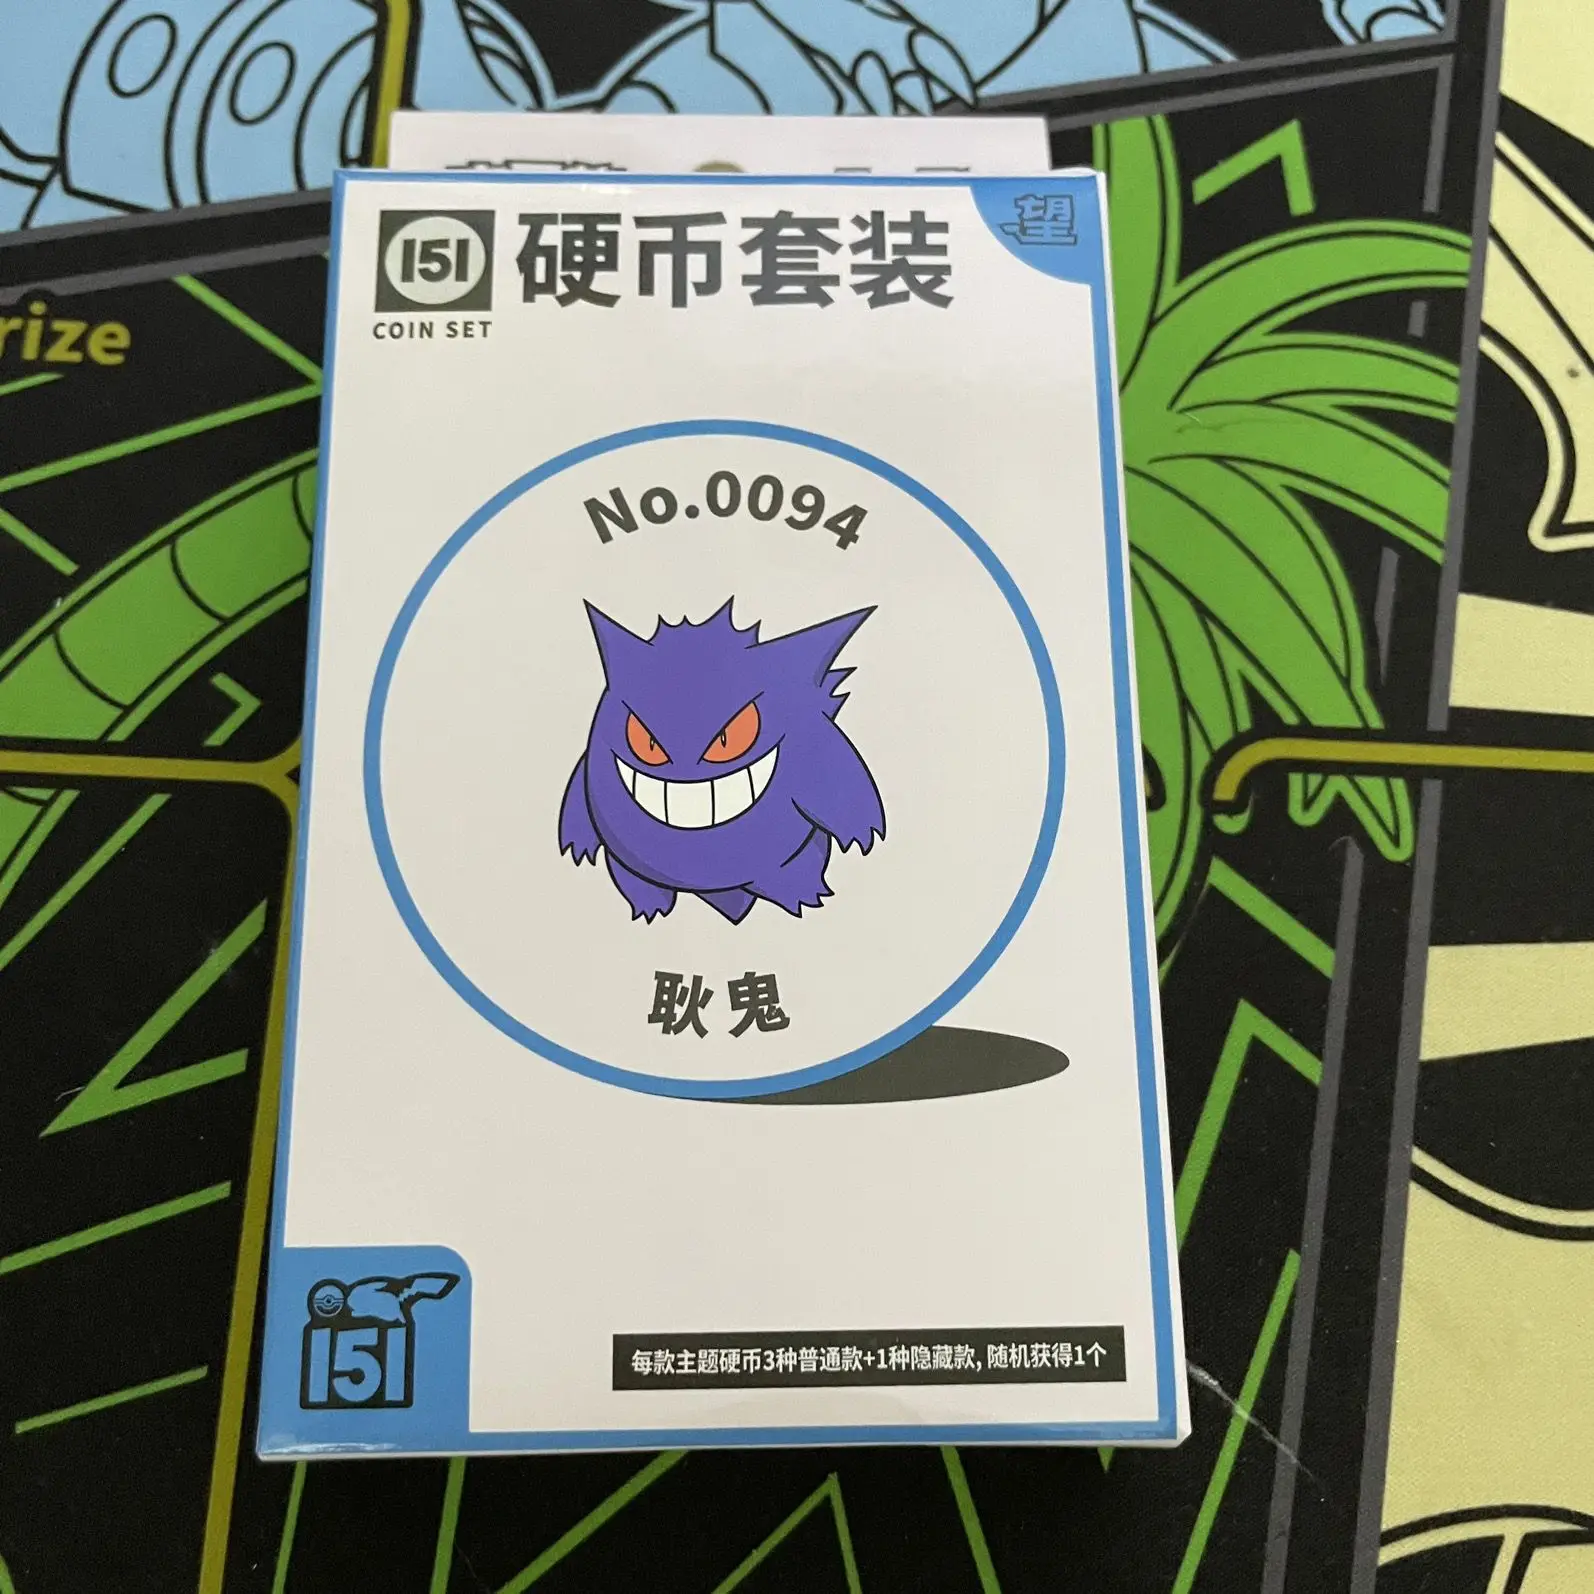 rize
151
硬币套装
望
COIN SET
No.0094
耿鬼
151
每款主题硬币3种普通款+1种隐藏款,随机获得1个